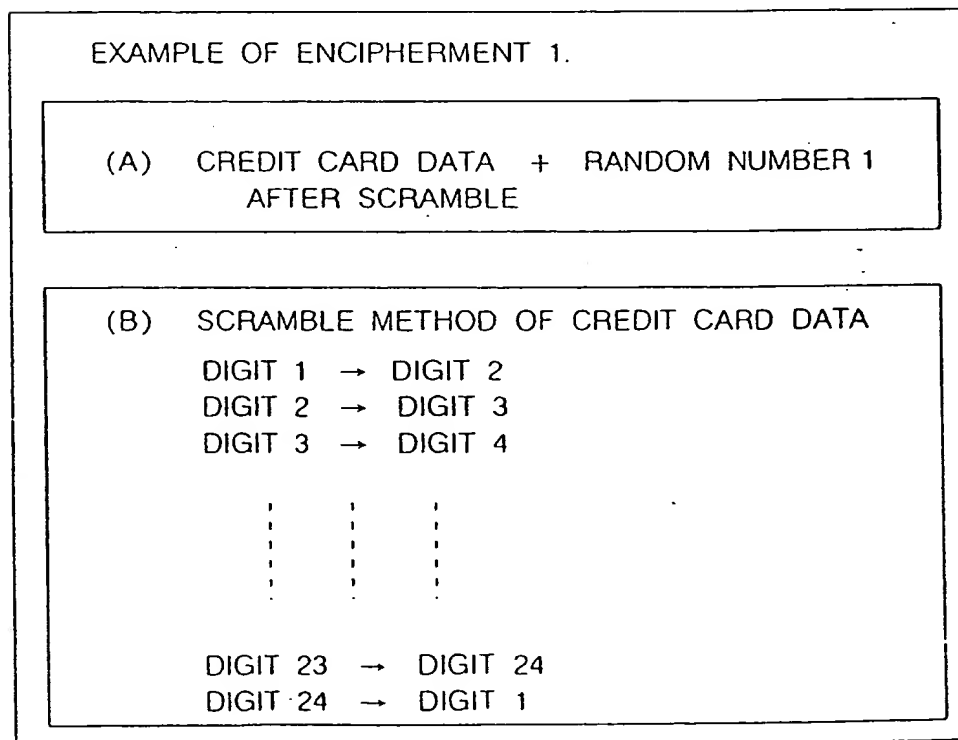 EXAMPLE OF ENCIPHERMENT 1.
(A) CREDIT CARD DATA + RANDOM NUMBER 1
AFTER SCRAMBLE
(B) SCRAMBLE METHOD OF CREDIT CARD DATA
DIGIT 1 → DIGIT 2
DIGIT 2 → DIGIT 3
DIGIT 3 → DIGIT 4
DIGIT 23 → DIGIT 24
DIGIT 24 → DIGIT 1